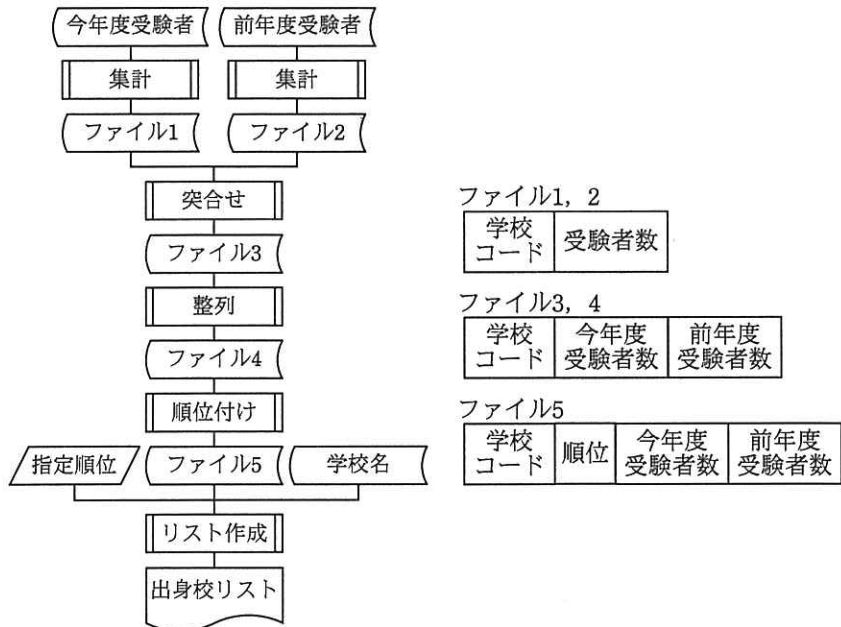 今年度受験者 前年度受験者
集計 集計
ファイル1 ファイル2
突合せ
ファイル3
整列
ファイル4
順位付け
指定順位 ファイル5 学校名
リスト作成
出身校リスト
ファイル1, 2
学校
コード 受験者数
ファイル3, 4
学校
コード 今年度
受験者数 前年度
受験者数
ファイル5
学校
コード 順位 今年度
受験者数 前年度
受験者数